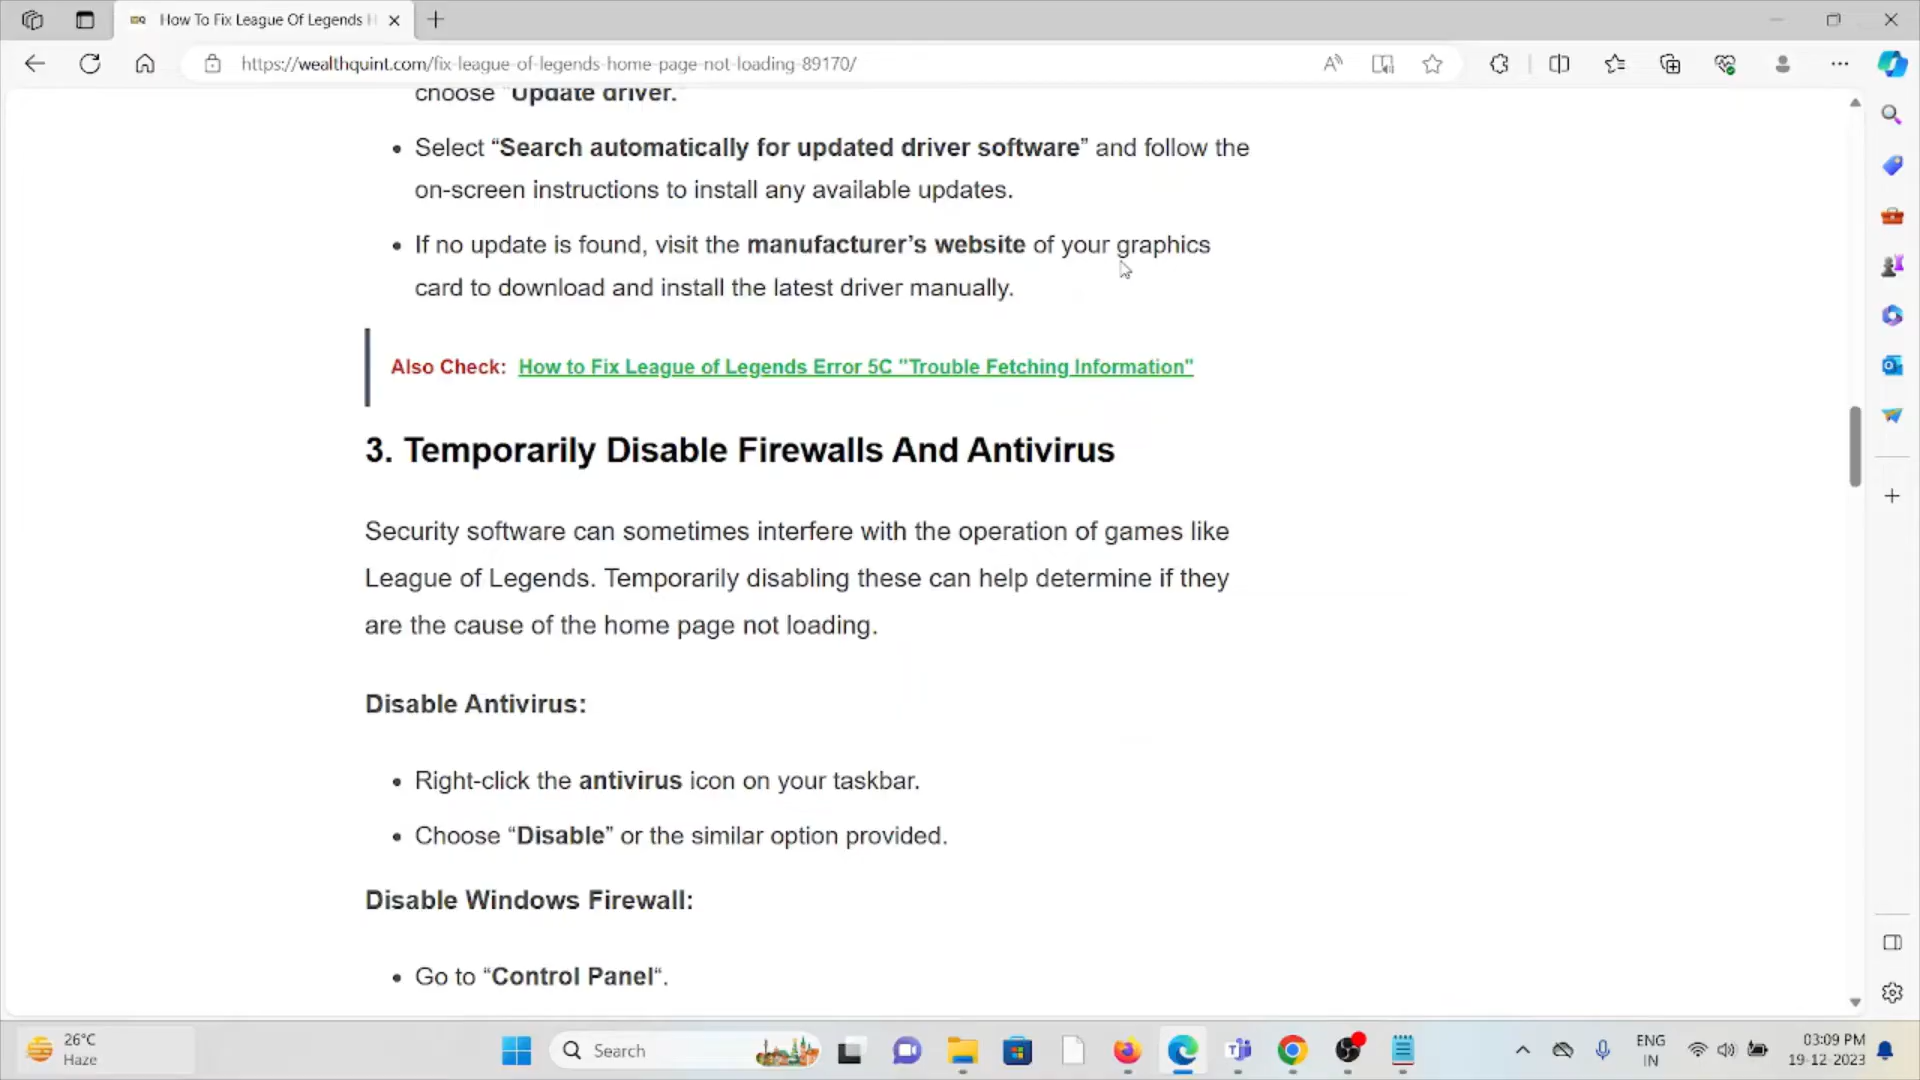 How To Fix League Of Legends H
https://wealthquint.com/fix-league-of-legends-home-page-not-loading-89170/
choose “Update driver.
Select “Search automatically for updated driver software” and follow the
on-screen instructions to install any available updates.
If no update is found, visit the manufacturer’s website of your graphics
card to download and install the latest driver manually.
Also Check: How to Fix League of Legends Error 5C "Trouble Fetching Information"
3. Temporarily Disable Firewalls And Antivirus
Security software can sometimes interfere with the operation of games like
League of Legends. Temporarily disabling these can help determine if they
are the cause of the home page not loading.
Disable Antivirus:
Right-click the antivirus icon on your taskbar.
Choose “Disable” or the similar option provided.
Disable Windows Firewall:
Go to “Control Panel“.
26°C
Haze
Search
ENG
IN
03:09 PM
19-12-2023